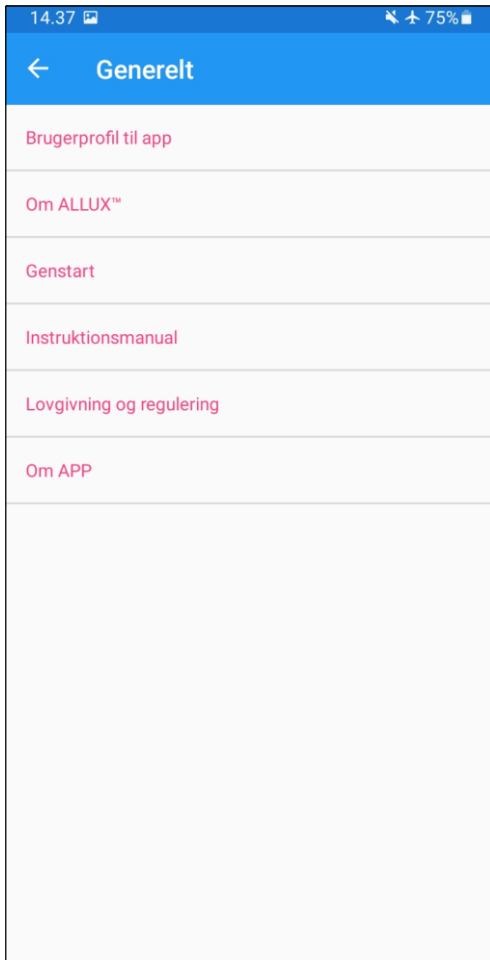 14.37 75%
Generelt
Brugerprofil til app
Om ALLUX™
Genstart
Instruktionsmanual
Lovgivning og regulering
Om APP